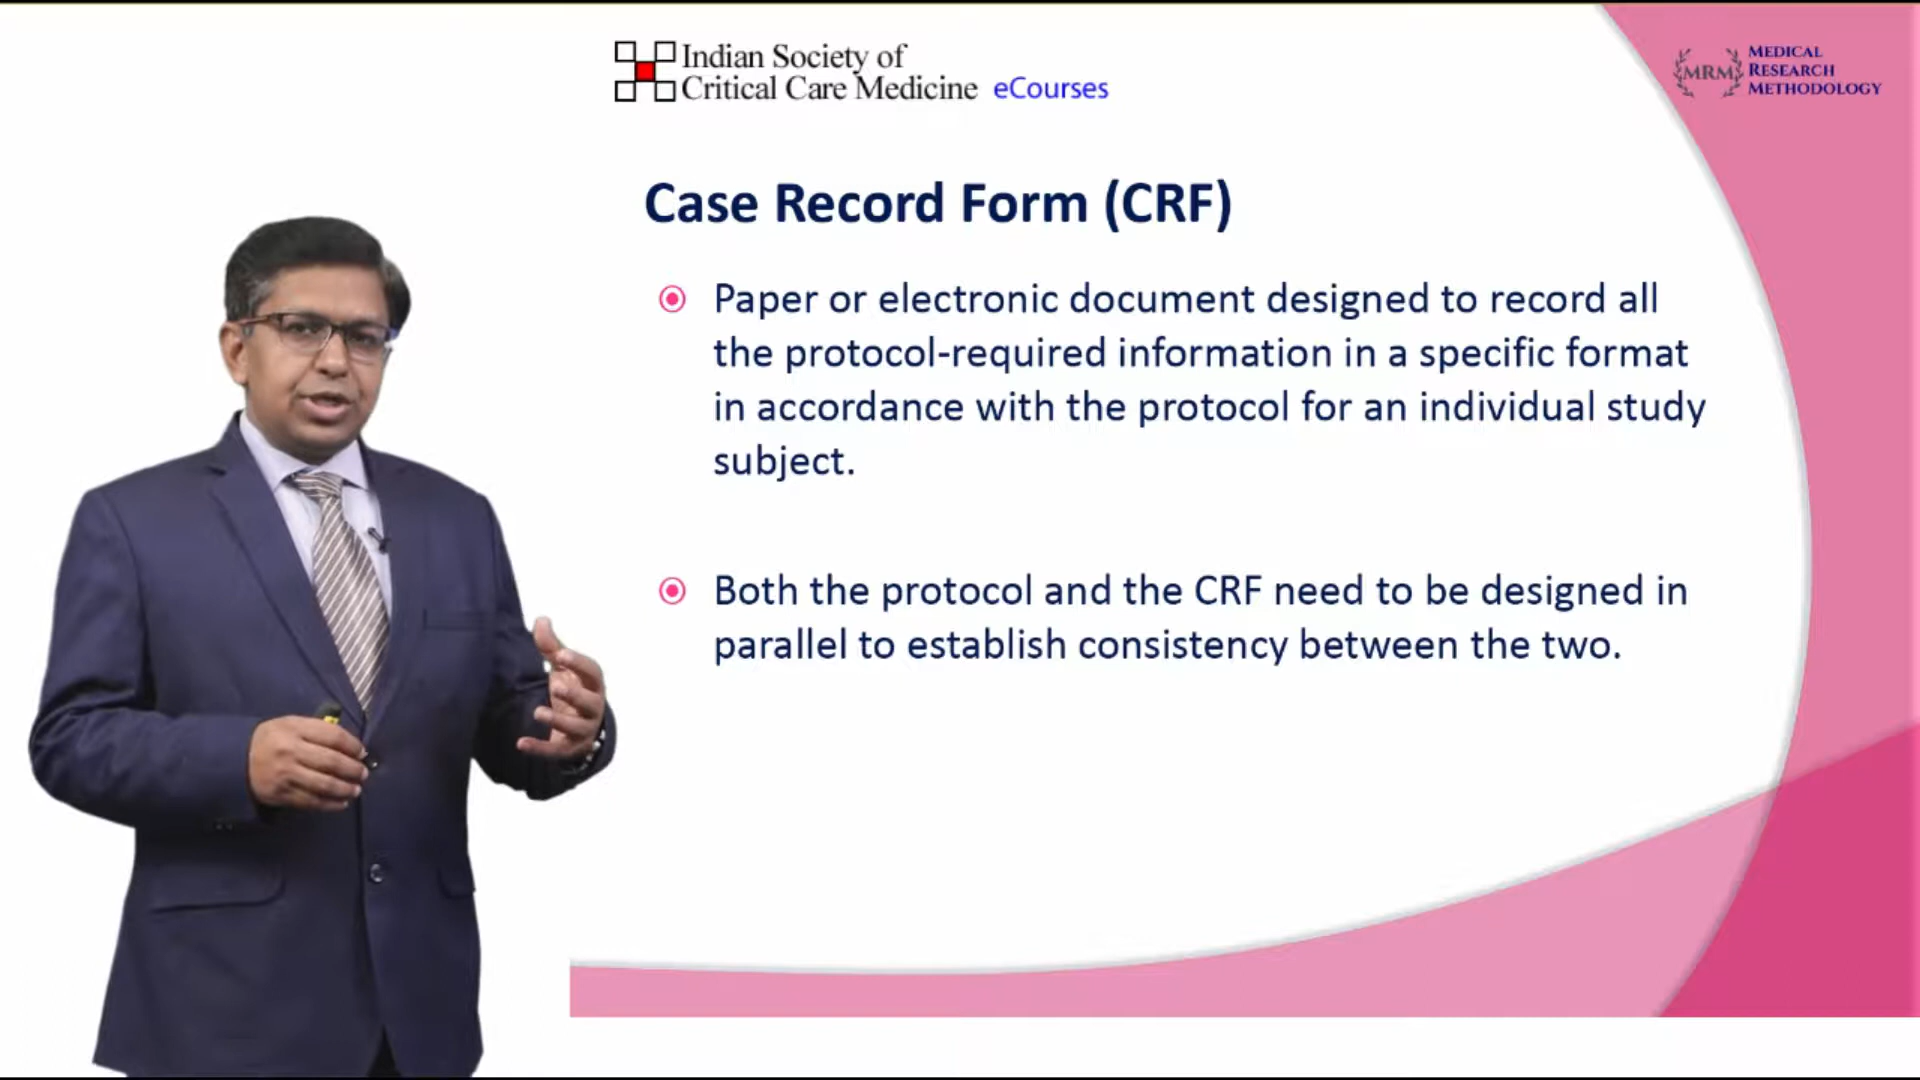 Indian Society of
Critical Care Medicine eCourses
MRM
MEDICAL
RESEARCH
METHODOLOGY
Case Record Form (CRF)
Paper or electronic document designed to record all
the protocol-required information in a specific format
in accordance with the protocol for an individual study
subject.
Both the protocol and the CRF need to be designed in
parallel to establish consistency between the two.